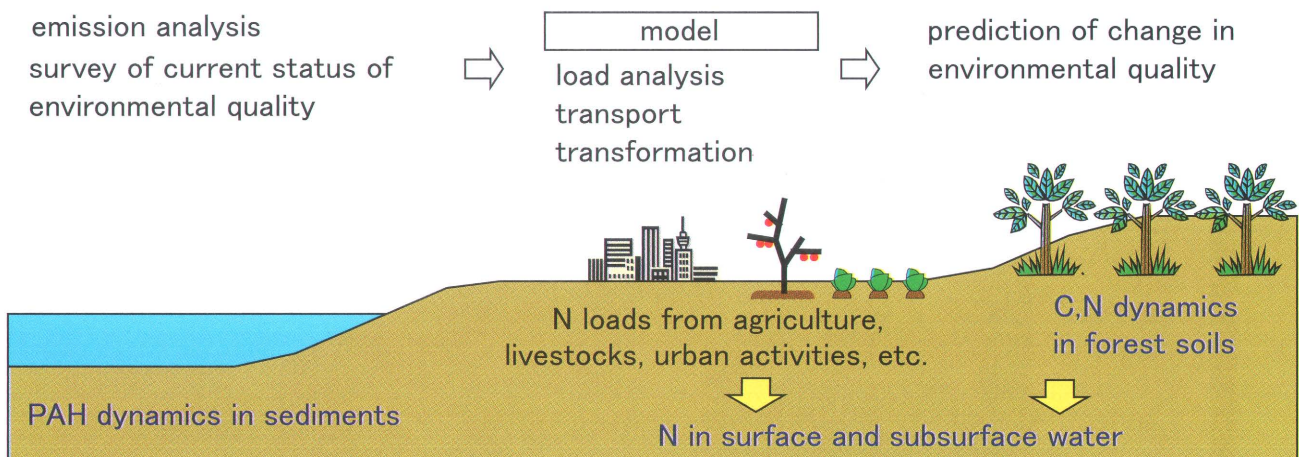 emission analysis
survey of current status of
environmental quality
model
load analysis
transport
transformation
prediction of change in
environmental quality
N loads from agriculture,
livestocks, urban activities, etc.
C,N dynamics
in forest soils
PAH dynamics in sediments
N in surface and subsurface water